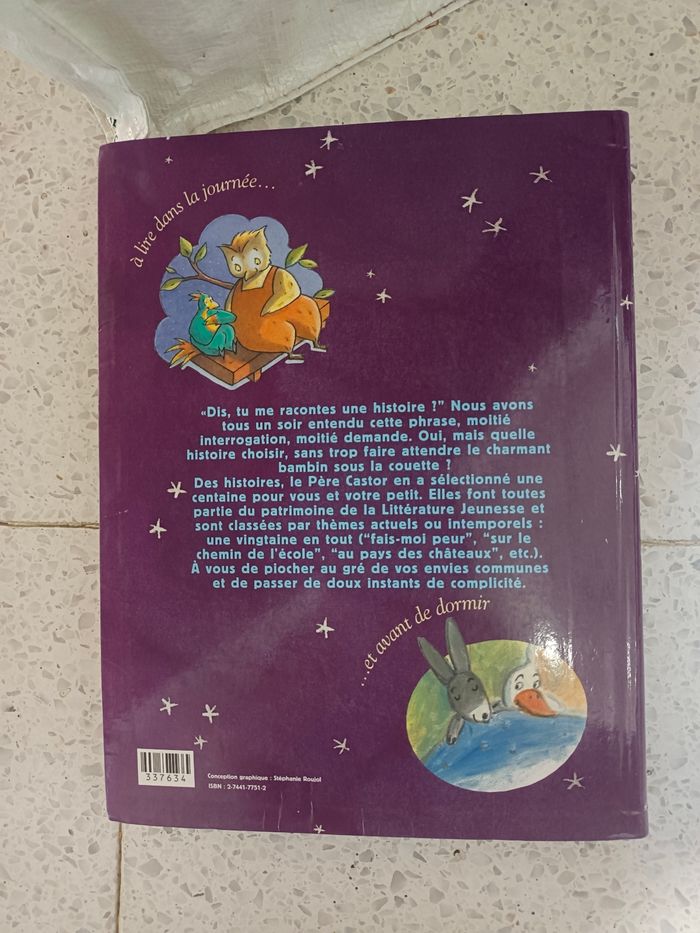 à lire dans la journée...
«Dis, tu me racontes une histoire ?” Nous avons
tous un soir entendu cette phrase, moitié
interrogation, moitié demande. Oui, mais quelle
histoire choisir, sans trop faire attendre le charmant
bambin sous la couette ?
Des histoires, le Père Castor en a sélectionné une
centaine pour vous et votre petit. Elles font toutes
partie du patrimoine de la Littérature Jeunesse et
sont classées par thèmes actuels ou intemporels :
une vingtaine en tout (“fais-moi peur”, “sur le
chemin de l'école”, “au pays des châteaux”, etc.).
À vous de piocher au gré de vos envies communes
et de passer de doux instants de complicité.
...et avant de dormir
337634
Conception graphique : Stéphanie Roujol
ISBN : 2-7441-7751-2